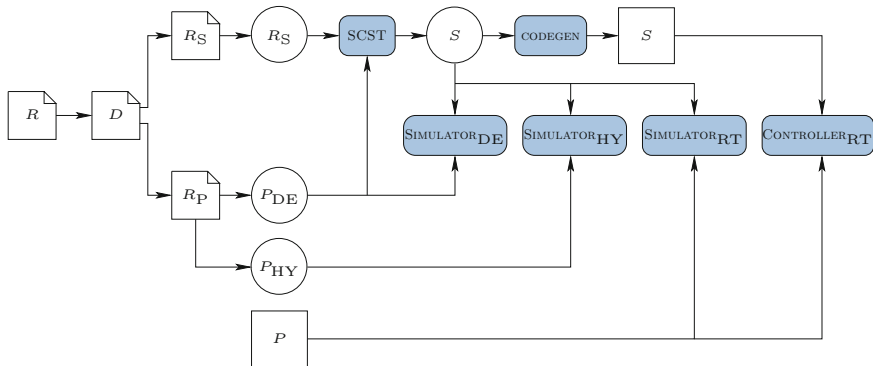 R_S
R_S
SCST
S
CODEGEN
S
R
D
SIMULATOR_DE
SIMULATOR_HY
SIMULATOR_RT
CONTROLLER_RT
R_P
P_DE
P_HY
P